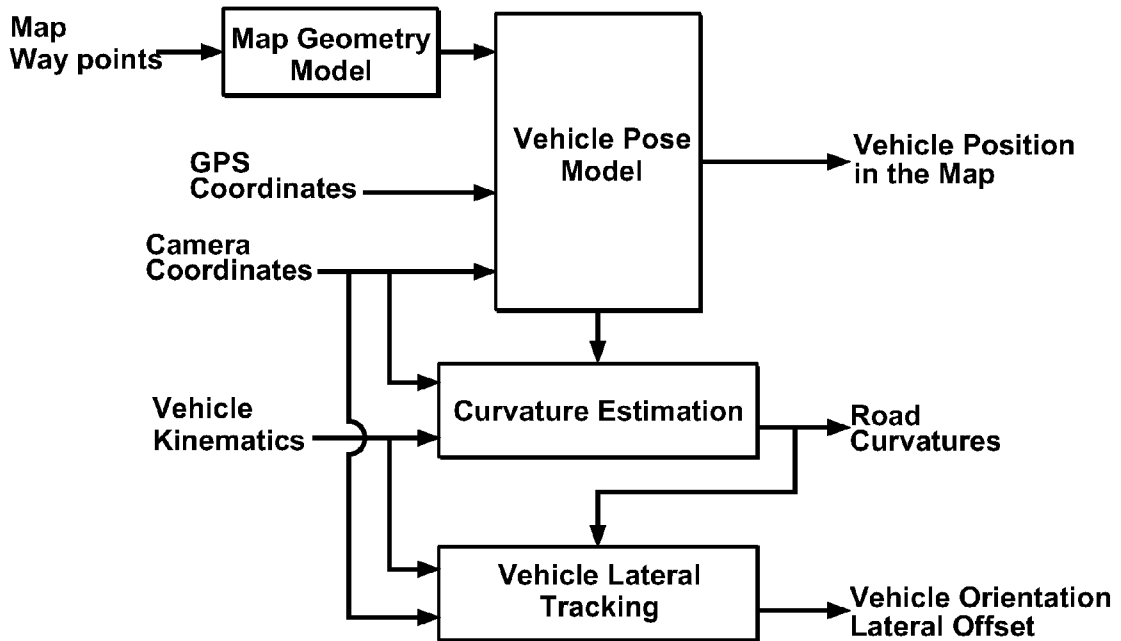 Map
Way points
Map Geometry
Model
Vehicle Pose
Model
GPS
Coordinates
Vehicle Position
in the Map
Camera
Coordinates
Curvature Estimation
Vehicle
Kinematics
Road
Curvatures
Vehicle Lateral
Tracking
Vehicle Orientation
Lateral Offset